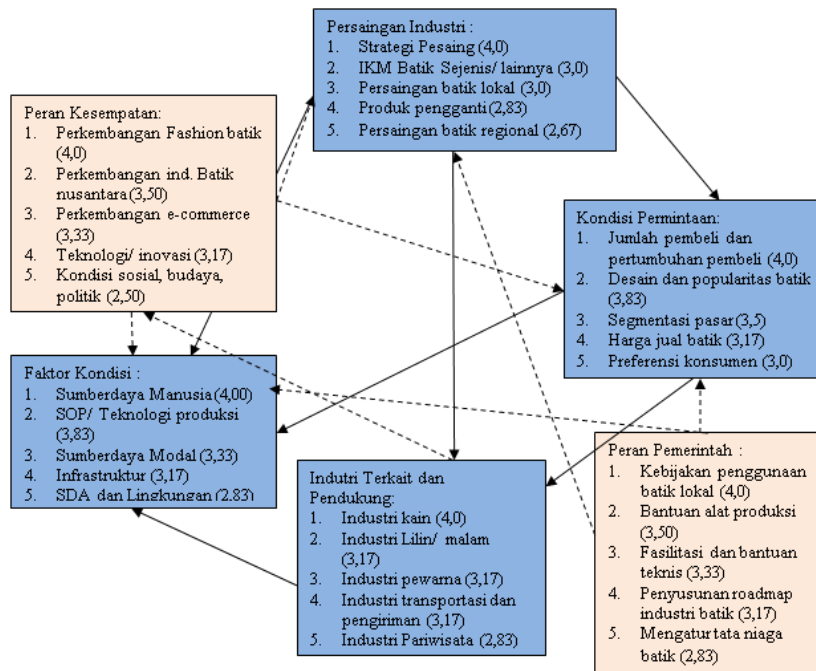 Persaingan Industri :
1. Strategi Pesaing (4,0)
2. IKM Batik Sejenis/ lainnya (3,0)
3. Persaingan batik lokal (3,0)
4. Produk pengganti (2,83)
5. Persaingan batik regional (2,67)
Peran Kesempatan:
1. Perkembangan Fashion batik
(4,0)
2. Perkembangan ind. Batik
nusantara (3,50)
3. Perkembangan e-commerce
(3,33)
4. Teknologi/ inovasi (3,17)
5. Kondisi sosial, budaya,
politik (2,50)
Kondisi Permintaan:
1. Jumlah pembeli dan
pertumbuhan pembeli (4,0)
2. Desain dan popularitas batik
(3,83)
3. Segmentasi pasar (3,5)
4. Harga jual batik (3,17)
5. Preferensi konsumen (3,0)
Faktor Kondisi :
1. Sumberdaya Manusia (4,00)
2. SOP/ Teknologi produksi
(3,83)
3. Sumberdaya Modal (3,33)
4. Infrastruktur (3,17)
5. SDA dan Lingkungan (2,83)
Indutri Terkait dan
Pendukung:
1. Industri kain (4,0)
2. Industri Lilin/ malam
(3,17)
3. Industri pewarna (3,17)
4. Industri transportasi dan
pengiriman (3,17)
5. Industri Pariwisata (2,83)
Peran Pemerintah :
1. Kebijakan penggunaan
batik lokal (4,0)
2. Bantuan alat produksi
(3,50)
3. Fasilitasi dan bantuan
teknis (3,33)
4. Penyusunan roadmap
industri batik (3,17)
5. Mengatur tata niaga
batik (2,83)